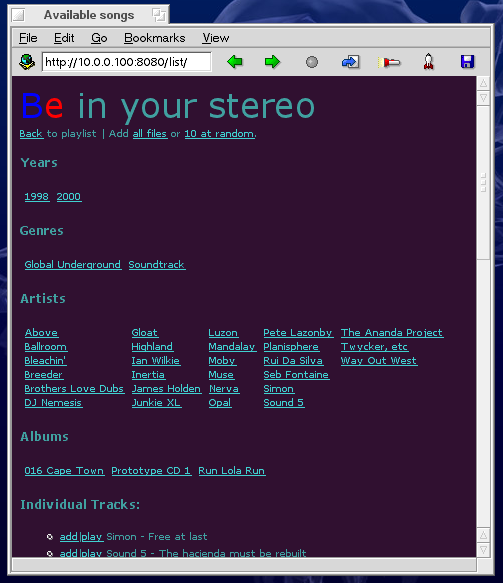 Available songs
File Edit Go Bookmarks View
http://10.0.0.100:8080/list/
Be in your stereo
Back to playlist | Add all files or 10 at random.
Years
1998 2000
Genres
Global Underground Soundtrack
Artists
Above Gloat Luzon Pete Lazonby The Ananda Project
Ballroom Highland Mandalay Planisphere Twycker, etc
Bleachin' Ian Wilkie Moby Rui Da Silva Way Out West
Breeder Inertia Muse Seb Fontaine
Brothers Love Dubs James Holden Nerva Simon
DJ Nemesis Junkie XL Opal Sound 5
Albums
016 Cape Town Prototype CD 1 Run Lola Run
Individual Tracks:
add|play Simon - Free at last
add|play Sound 5 - The hacienda must be rebuilt